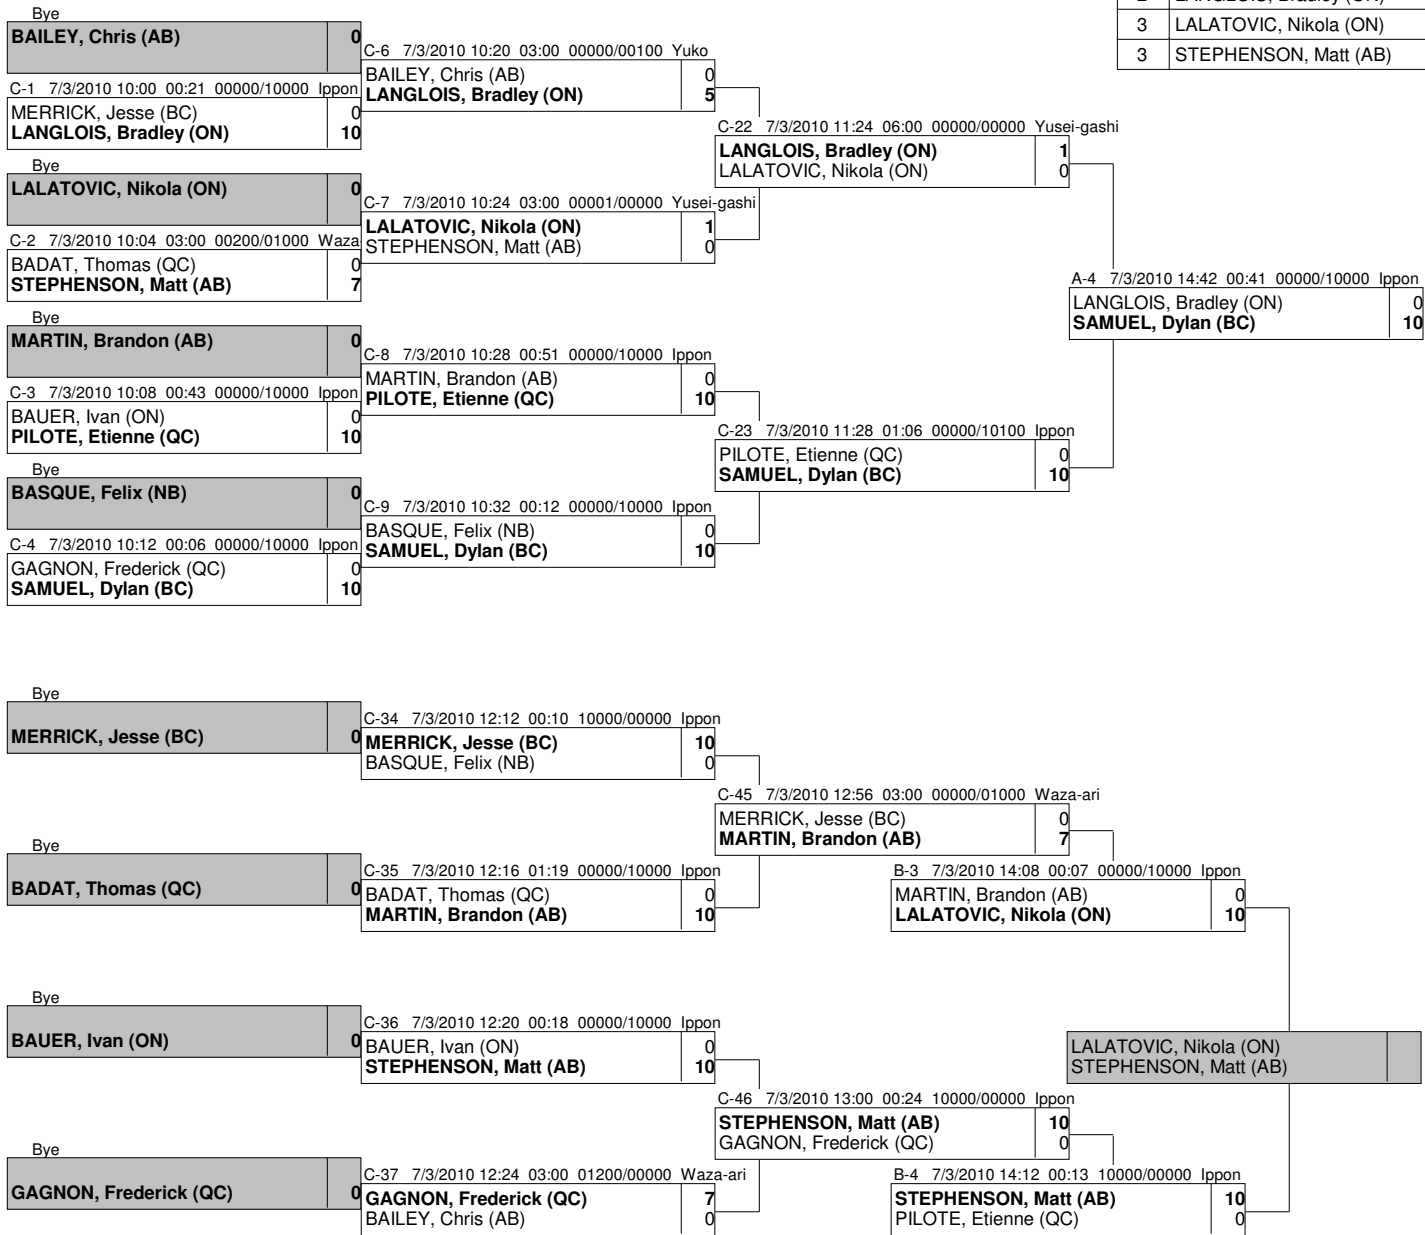 2 LANGLOIS, Bradley (ON)
3 LALATOVIC, Nikola (ON)
3 STEPHENSON, Matt (AB)
Bye
BAILEY, Chris (AB) 0
C-1 7/3/2010 10:00 00:21 00000/10000 Ippon
MERRICK, Jesse (BC) 0
LANGLOIS, Bradley (ON) 10
Bye
LALATOVIC, Nikola (ON) 0
C-2 7/3/2010 10:04 03:00 00200/01000 Waza-
BADAT, Thomas (QC) 0
STEPHENSON, Matt (AB) 7
Bye
MARTIN, Brandon (AB) 0
C-3 7/3/2010 10:08 00:43 00000/10000 Ippon
BAUER, Ivan (ON) 0
PILOTE, Etienne (QC) 10
Bye
BASQUE, Felix (NB) 0
C-4 7/3/2010 10:12 00:06 00000/10000 Ippon
GAGNON, Frederick (QC) 0
SAMUEL, Dylan (BC) 10
C-6 7/3/2010 10:20 03:00 00000/00100 Yuko
BAILEY, Chris (AB) 0
LANGLOIS, Bradley (ON) 5
C-7 7/3/2010 10:24 03:00 00001/00000 Yusei-gashi
LALATOVIC, Nikola (ON) 1
STEPHENSON, Matt (AB) 0
C-8 7/3/2010 10:28 00:51 00000/10000 Ippon
MARTIN, Brandon (AB) 0
PILOTE, Etienne (QC) 10
C-9 7/3/2010 10:32 00:12 00000/10000 Ippon
BASQUE, Felix (NB) 0
SAMUEL, Dylan (BC) 10
C-22 7/3/2010 11:24 06:00 00000/00000 Yusei-gashi
LANGLOIS, Bradley (ON) 1
LALATOVIC, Nikola (ON) 0
C-23 7/3/2010 11:28 01:06 00000/10100 Ippon
PILOTE, Etienne (QC) 0
SAMUEL, Dylan (BC) 10
A-4 7/3/2010 14:42 00:41 00000/10000 Ippon
LANGLOIS, Bradley (ON) 0
SAMUEL, Dylan (BC) 10
Bye
MERRICK, Jesse (BC) 0
Bye
BADAT, Thomas (QC) 0
Bye
BAUER, Ivan (ON) 0
Bye
GAGNON, Frederick (QC) 0
C-34 7/3/2010 12:12 00:10 10000/00000 Ippon
MERRICK, Jesse (BC) 10
BASQUE, Felix (NB) 0
C-35 7/3/2010 12:16 01:19 00000/10000 Ippon
BADAT, Thomas (QC) 0
MARTIN, Brandon (AB) 10
C-36 7/3/2010 12:20 00:18 00000/10000 Ippon
BAUER, Ivan (ON) 0
STEPHENSON, Matt (AB) 10
C-37 7/3/2010 12:24 03:00 01200/00000 Waza-ari
GAGNON, Frederick (QC) 7
BAILEY, Chris (AB) 0
C-45 7/3/2010 12:56 03:00 00000/01000 Waza-ari
MERRICK, Jesse (BC) 0
MARTIN, Brandon (AB) 7
C-46 7/3/2010 13:00 00:24 10000/00000 Ippon
STEPHENSON, Matt (AB) 10
GAGNON, Frederick (QC) 0
B-3 7/3/2010 14:08 00:07 00000/10000 Ippon
MARTIN, Brandon (AB) 0
LALATOVIC, Nikola (ON) 10
B-4 7/3/2010 14:12 00:13 10000/00000 Ippon
STEPHENSON, Matt (AB) 10
PILOTE, Etienne (QC) 0
LALATOVIC, Nikola (ON)
STEPHENSON, Matt (AB)